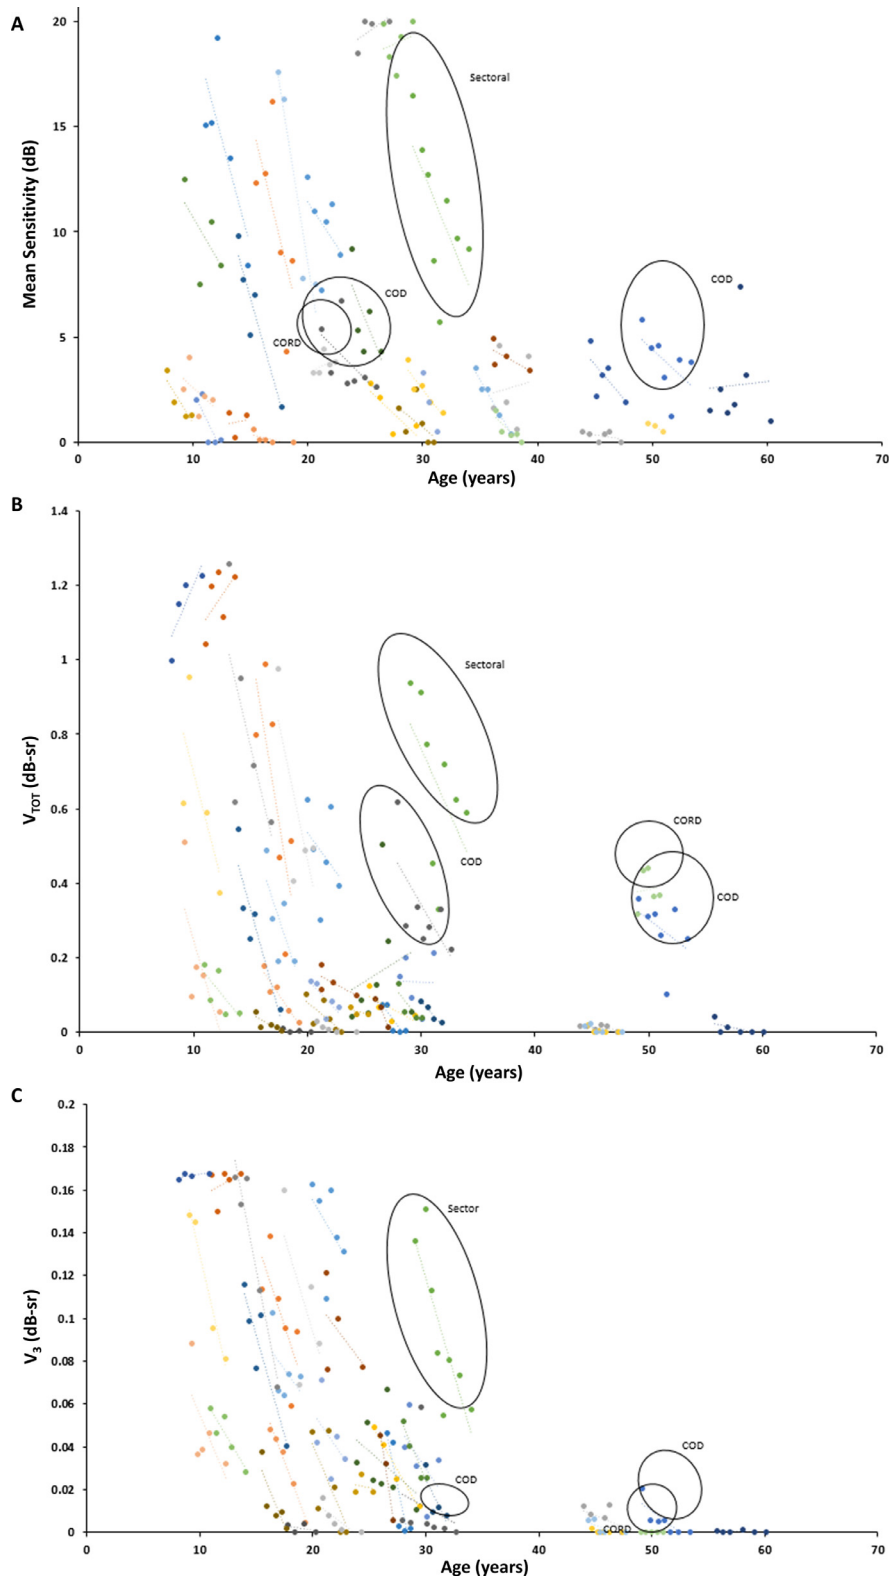 A
20
Sectoral
15
Mean Sensitivity (dB)
10
COD
COD
5
CORD
0
0 10 20 30 40 50 60 70
Age (years)
B
1.4
1.2
1
Sectoral
0.8
V_TOT (dB-sr)
0.6
CORD
COD
0.4
COD
0.2
0
0 10 20 30 40 50 60 70
Age (years)
C
0.2
0.18
0.16
Sector
0.14
0.12
V_3 (dB-sr)
0.1
0.08
0.06
COD
0.04
COD
0.02
CORD
0
0 10 20 30 40 50 60 70
Age (years)